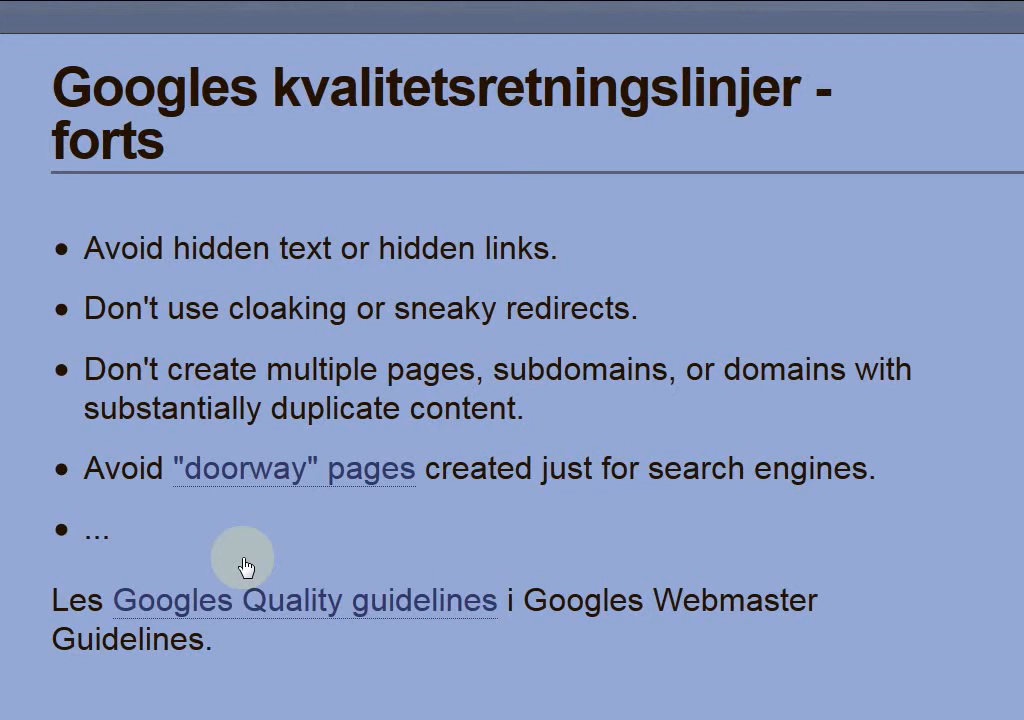 Googles kvalitetsretningslinjer -
forts
• Avoid hidden text or hidden links.
• Don't use cloaking or sneaky redirects.
• Don't create multiple pages, subdomains, or domains with
substantially duplicate content.
• Avoid "doorway" pages created just for search engines.
• ...
Les Googles Quality guidelines i Googles Webmaster
Guidelines.